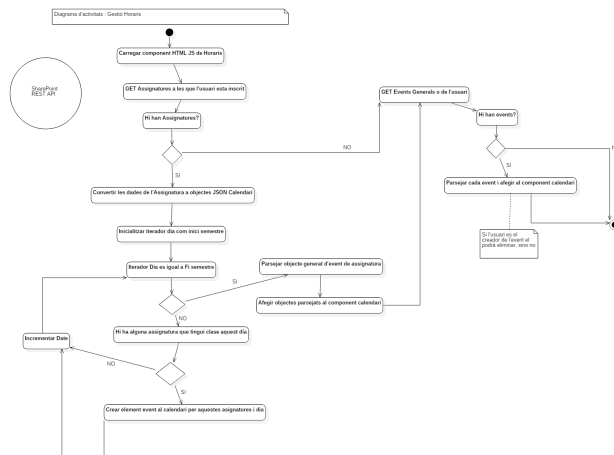 Diagrama d'activitats : Gestió Horaris
Carregar component HTML JS de Horaris
SharePoint
REST API
GET Assignatures a les que l'usuari esta inscrit
GET Events Generals o de l'usuari
Hi han Assignatures?
Hi han events?
NO
SI
SI
Parsejar cada event i afegir al component calendari
Convertir les dades de l'Assignatura a objectes JSON Calendari
Inicialitzar iterador dia com inici semestre
Si l'usuari es el
creador de l'event el
podrà eliminar, sino no
Iterador Dia es igual a Fi semestre
Parsejar objecte general d'event de assignatura
SI
Afegir objectes parsejats al component calendari
NO
Hi ha alguna assignatura que tingui clase aquest dia
Incrementar Date
NO
SI
Crear element event al calendari per aquestes asignatures i dia